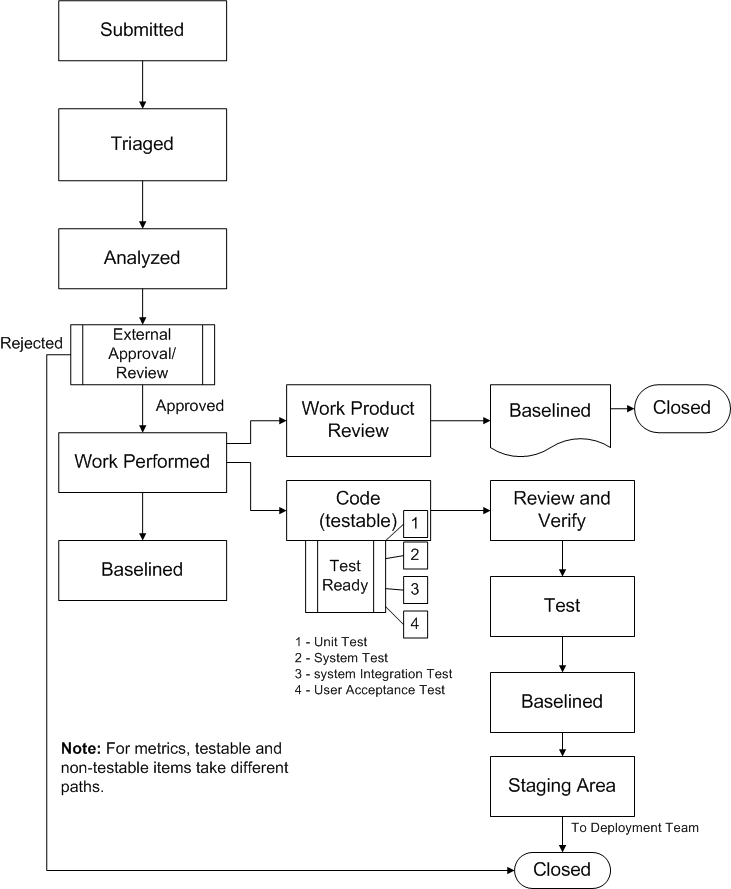 Submitted
Triaged
Analyzed
Rejected
External
Approval/
Review
Approved
Work Performed
Work Product
Review
Baselined
Closed
Baselined
Code
(testable)
Test
Ready
1
2
3
4
1 - Unit Test
2 - System Test
3 - system Integration Test
4 - User Acceptance Test
Review and
Verify
Test
Baselined
Staging Area
To Deployment Team
Closed
Note: For metrics, testable and
non-testable items take different
paths.